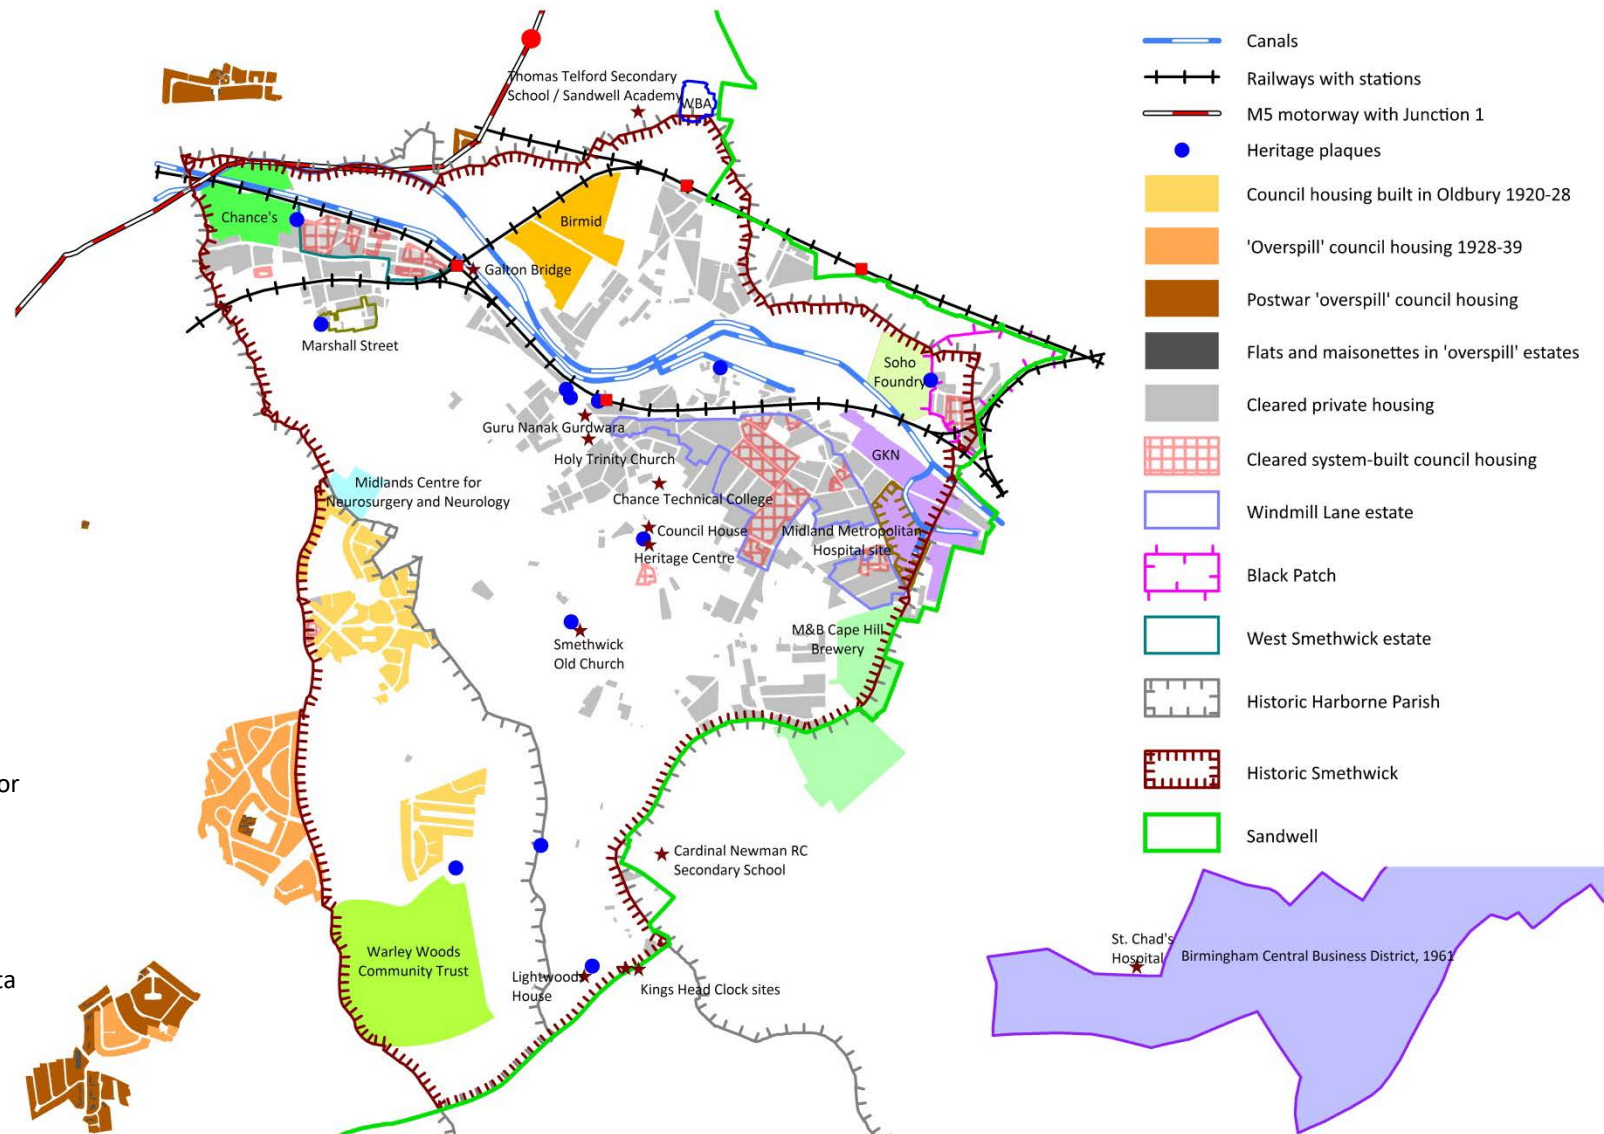 Thomas Telford Secondary
School / Sandwell Academy
WBA
Chance's
Birmid
Galton Bridge
Marshall Street
Soho
Foundry
Guru Nanak Gurdwara
Holy Trinity Church
GKN
Midlands Centre for
Neurosurgery and Neurology
Chance Technical College
Council House
Heritage Centre
Midland Metropolitan
Hospital site
Smethwick
Old Church
M&B Cape Hill
Brewery
or
Cardinal Newman RC
Secondary School
Warley Woods
Community Trust
ta
Lightwoods
House
Kings Head Clock sites
St. Chad's
Hospital
Birmingham Central Business District, 1961
Canals
Railways with stations
M5 motorway with Junction 1
Heritage plaques
Council housing built in Oldbury 1920-28
'Overspill' council housing 1928-39
Postwar 'overspill' council housing
Flats and maisonettes in 'overspill' estates
Cleared private housing
Cleared system-built council housing
Windmill Lane estate
Black Patch
West Smethwick estate
Historic Harborne Parish
Historic Smethwick
Sandwell